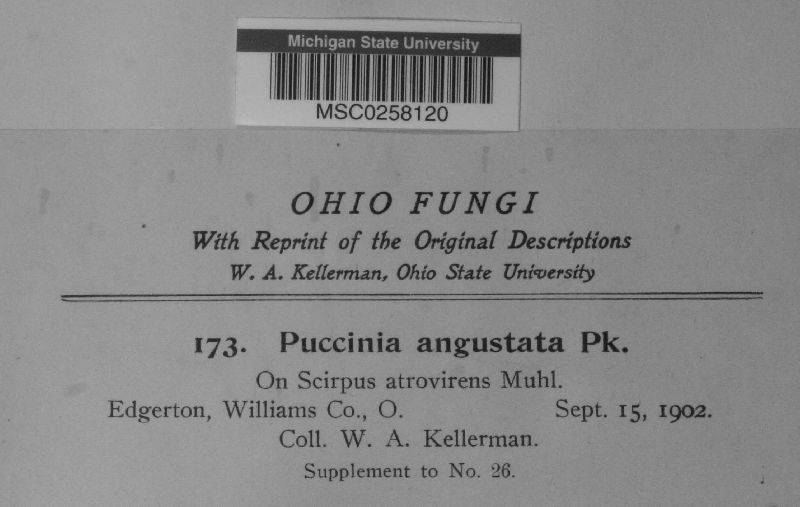 Michigan State University
MSC0258120
OHIO FUNGI
With Reprint of the Original Descriptions
W. A. Kellerman, Ohio State University
173. Puccinia angustata Pk.
On Scirpus atrovirens Muhl.
Edgerton, Williams Co., O. Sept. 15, 1902.
Coll. W. A. Kellerman.
Supplement to No. 26.